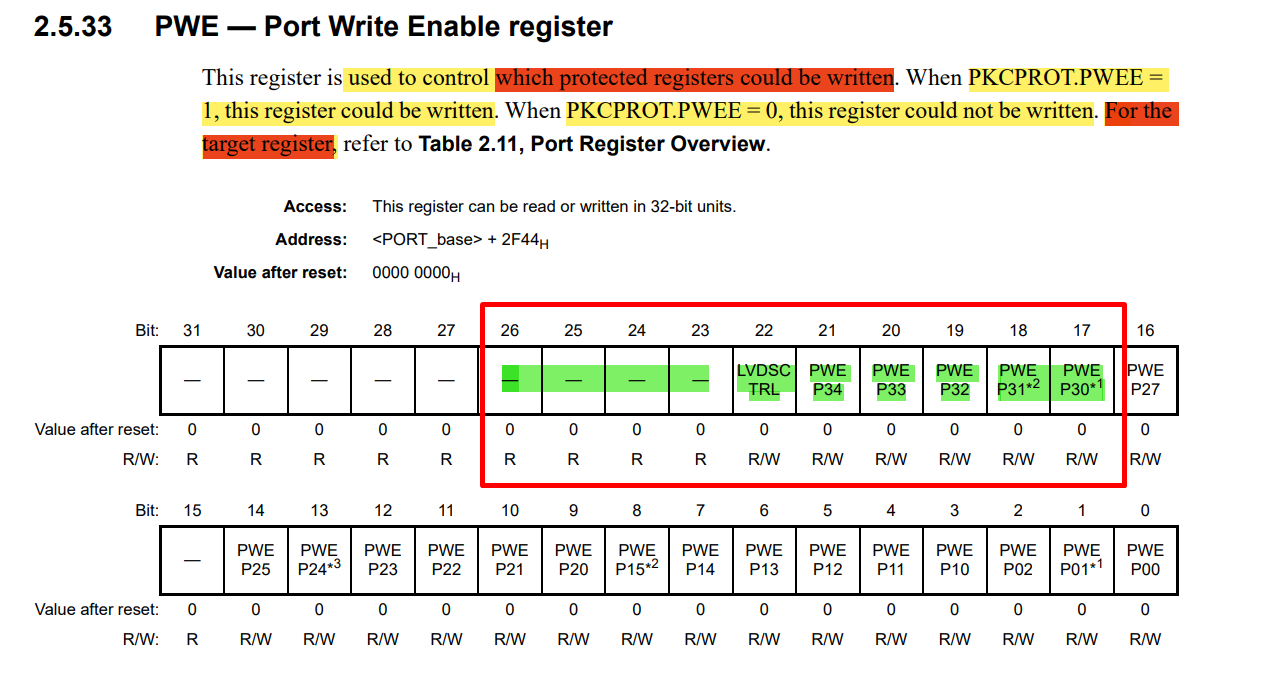 2.5.33 PWE — Port Write Enable register
This register is used to control which protected registers could be written. When PKCPROT.PWEE =
1, this register could be written. When PKCPROT.PWEE = 0, this register could not be written. For the
target register, refer to Table 2.11, Port Register Overview.
Access: This register can be read or written in 32-bit units.
Address: <PORT_base> + 2F44H
Value after reset: 0000 0000H
Bit: 31 30 29 28 27 26 25 24 23 22 21 20 19 18 17 16
— — — — — — — — — LVDSC PWE PWE PWE PWE PWE PWE
TRL P34 P33 P32 P31*2 P30*1 P27
Value after reset: 0 0 0 0 0 0 0 0 0 0 0 0 0 0 0 0
R/W: R R R R R R R R R R/W R/W R/W R/W R/W R/W R/W
Bit: 15 14 13 12 11 10 9 8 7 6 5 4 3 2 1 0
— PWE PWE PWE PWE PWE PWE PWE PWE PWE PWE PWE PWE PWE PWE PWE
P25 P24*3 P23 P22 P21 P20 P15*2 P14 P13 P12 P11 P10 P02 P01*1 P00
Value after reset: 0 0 0 0 0 0 0 0 0 0 0 0 0 0 0 0
R/W: R R/W R/W R/W R/W R/W R/W R/W R/W R/W R/W R/W R/W R/W R/W R/W